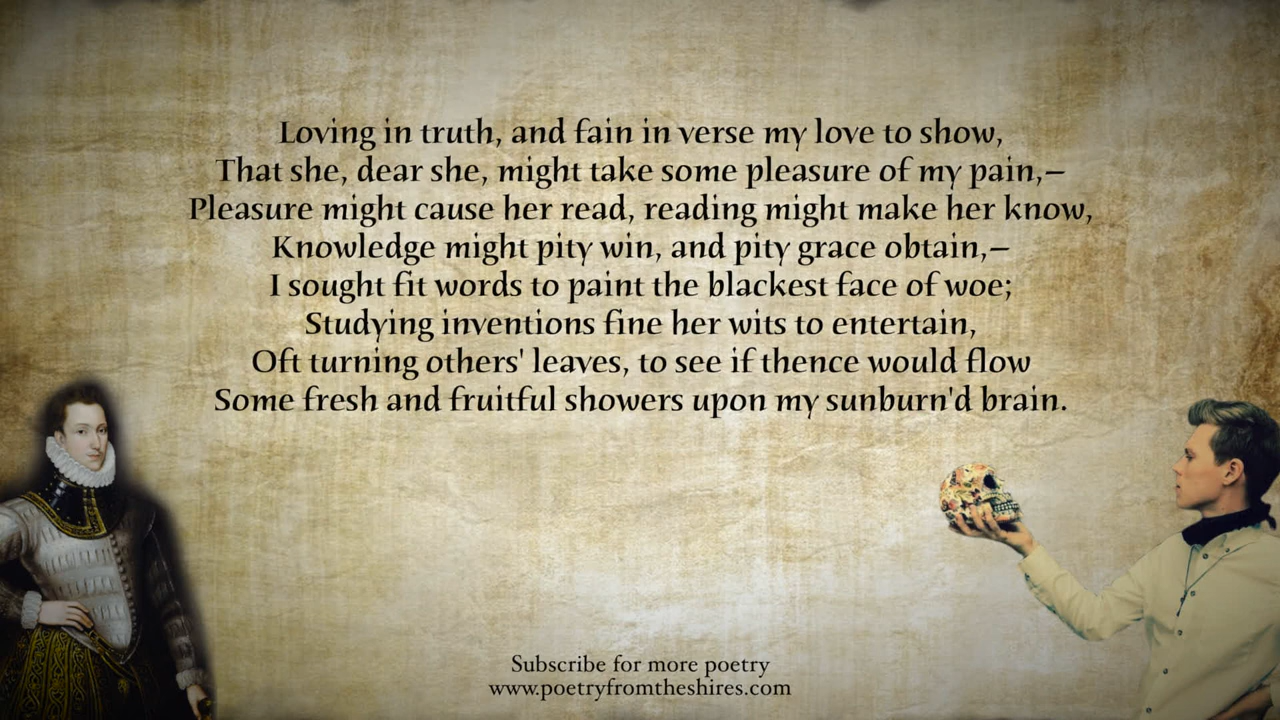 Loving in truth, and fain in verse my love to show,
That she, dear she, might take some pleasure of my pain,—
Pleasure might cause her read, reading might make her know,
Knowledge might pity win, and pity grace obtain,—
I sought fit words to paint the blackest face of woe;
Studying inventions fine her wits to entertain,
Oft turning others' leaves, to see if thence would flow
Some fresh and fruitful showers upon my sunburn'd brain.
Subscribe for more poetry
www.poetryfromtheshires.com